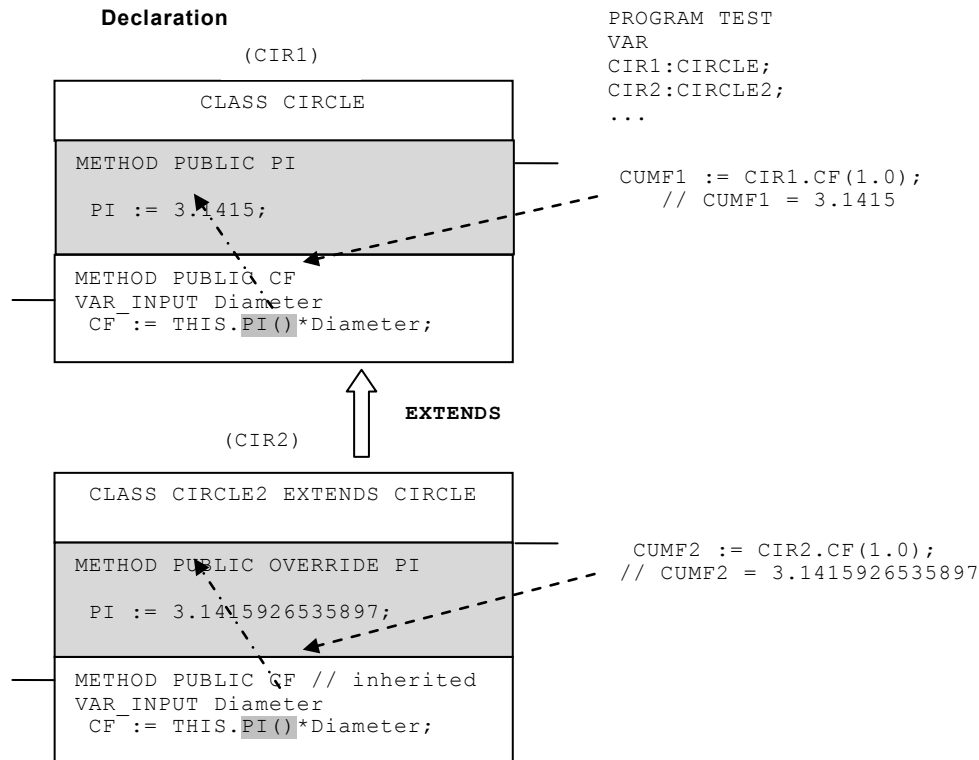 Declaration
(CIR1)
CLASS CIRCLE
METHOD PUBLIC PI
PI := 3.1415;
METHOD PUBLIC CF
VAR_INPUT Diameter
CF := THIS.PI()*Diameter;
EXTENDS
(CIR2)
CLASS CIRCLE2 EXTENDS CIRCLE
METHOD PUBLIC OVERRIDE PI
PI := 3.1415926535897;
METHOD PUBLIC CF // inherited
VAR_INPUT Diameter
CF := THIS.PI()*Diameter;
PROGRAM TEST
VAR
CIR1:CIRCLE;
CIR2:CIRCLE2;
...
CUMF1 := CIR1.CF(1.0);
// CUMF1 = 3.1415
CUMF2 := CIR2.CF(1.0);
// CUMF2 = 3.1415926535897